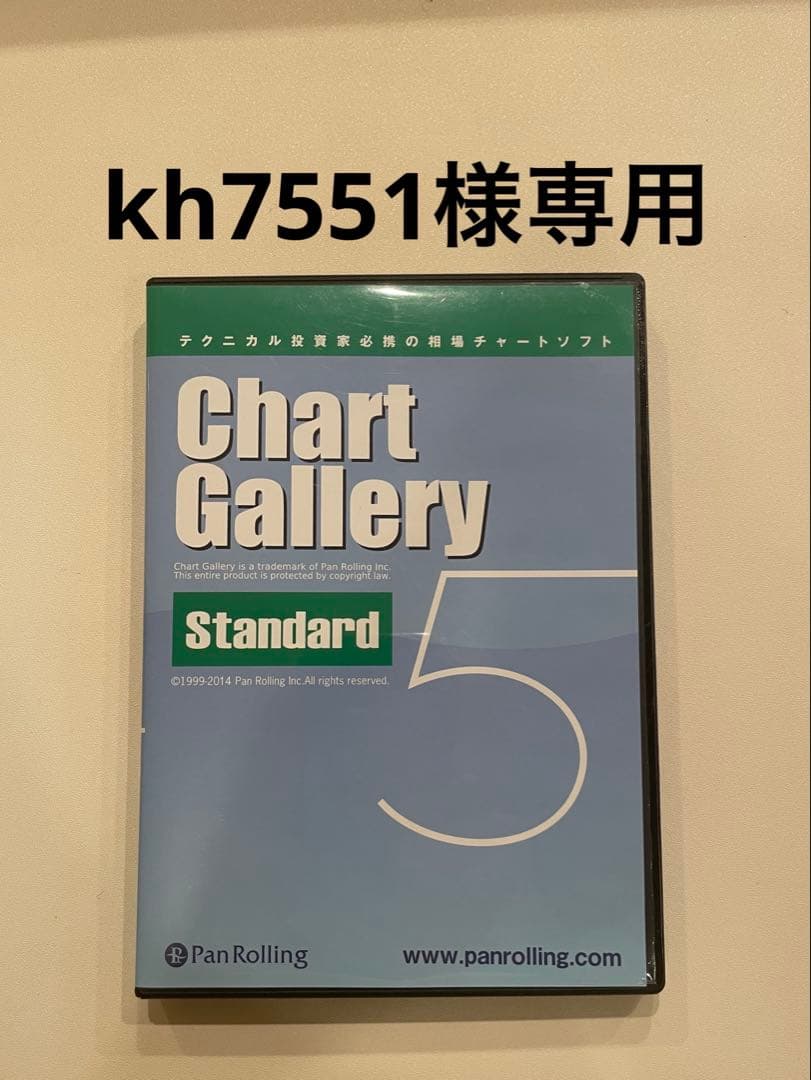 kh7551様専用
テクニカル投資家必携の相場チャートソフト
Chart
Gallery
Chart Gallery is a trademark of Pan Rolling Inc.
This entire product is protected by copyright law.
5
Standard
©1999-2014 Pan Rolling Inc.All rights reserved.
PanRolling
www.panrolling.com